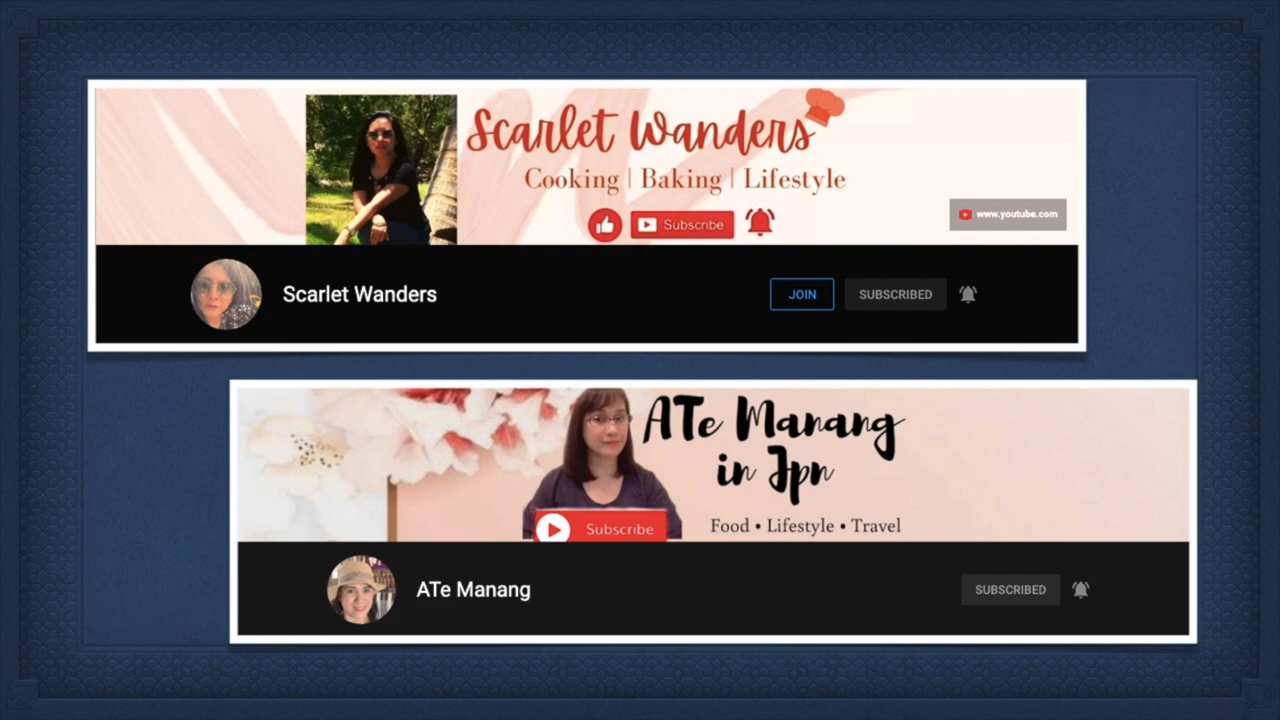 Scarlet Wanders
Cooking | Baking | Lifestyle
Subscribe
www.youtube.com
Scarlet Wanders
JOIN
SUBSCRIBED
ATe Manang
in Jpn
Subscribe
Food • Lifestyle • Travel
ATe Manang
SUBSCRIBED